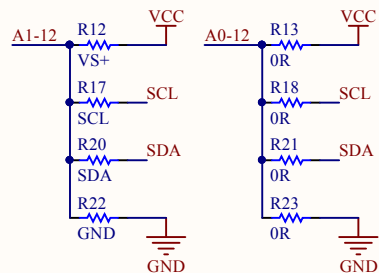 VCC VCC
A1-12 R12 A0-12 R13
VS+ 0R
R17 SCL R18 SCL
SCL 0R
R20 SDA R21 SDA
SDA 0R
R22 R23
GND 0R
GND GND